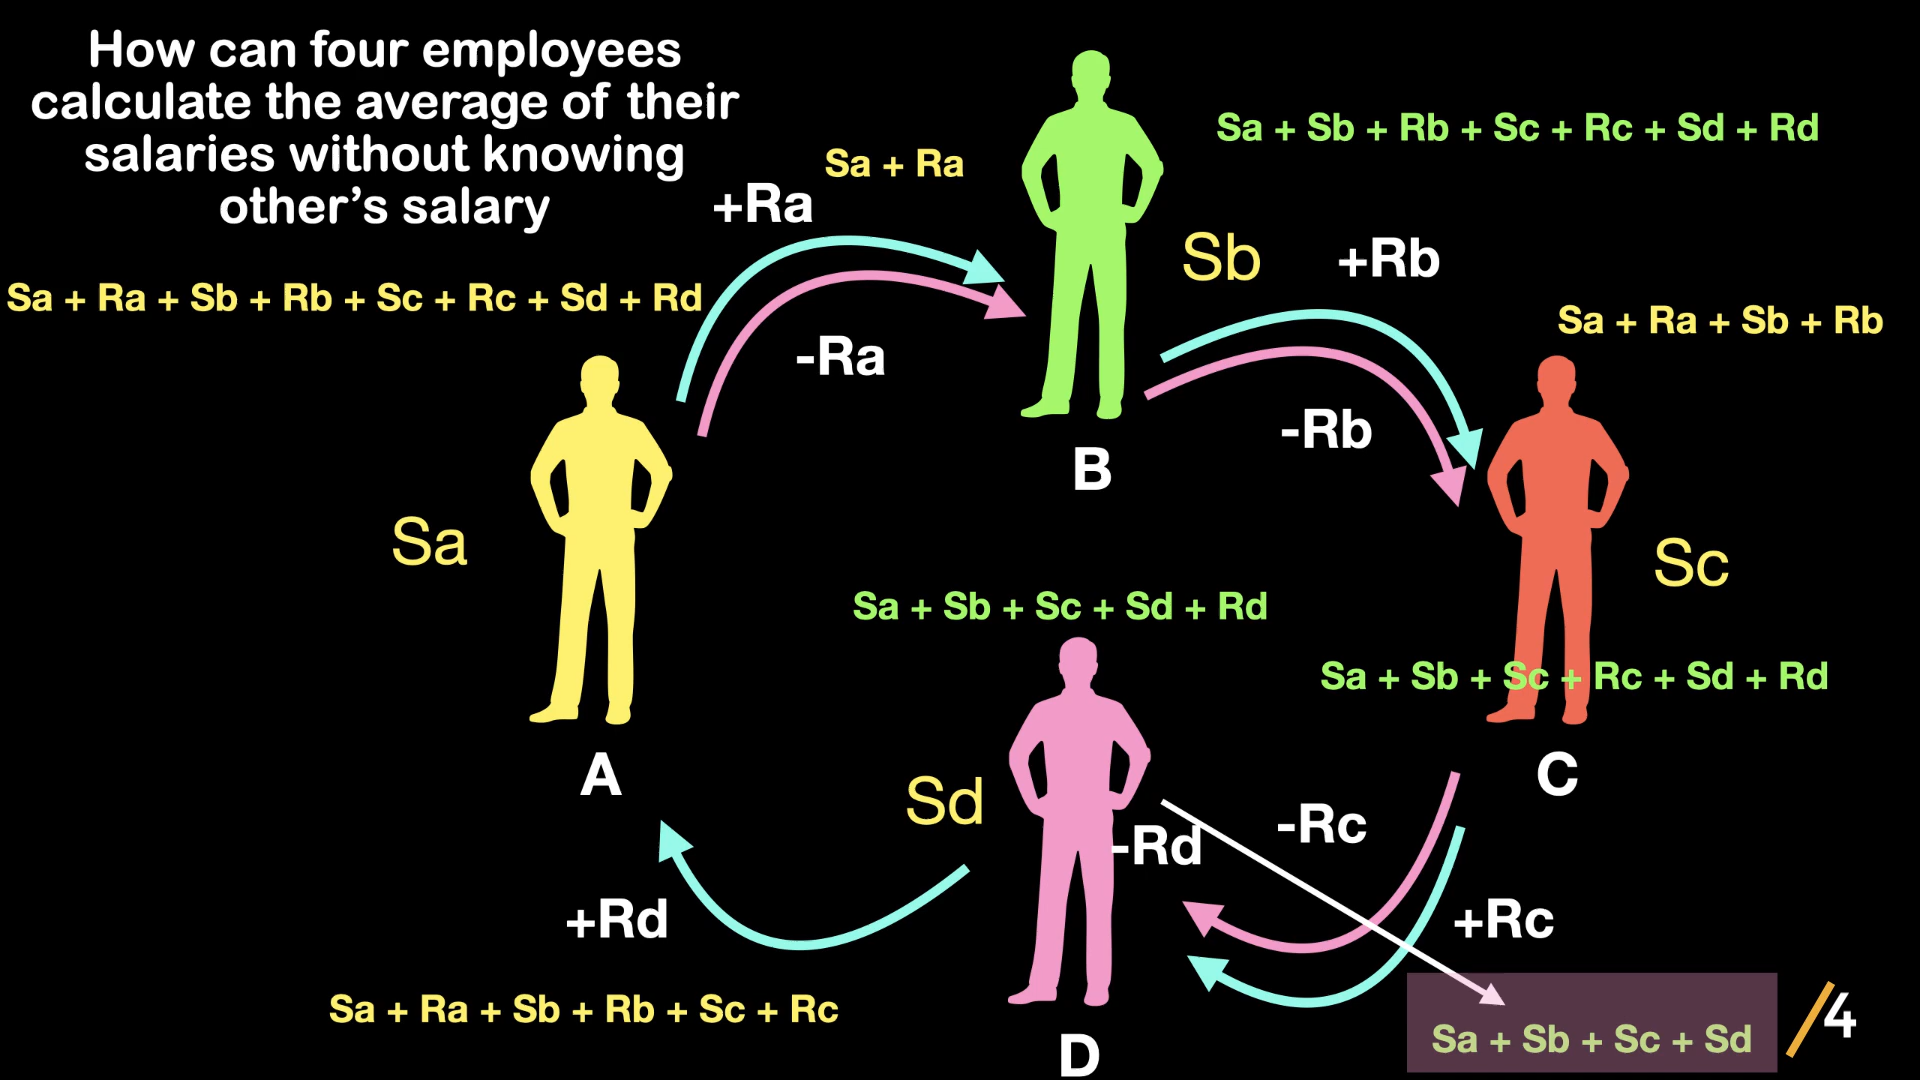 How can four employees
calculate the average of their
salaries without knowing
other’s salary
Sa + Ra
+Ra
Sa + Sb + Rb + Sc + Rc + Sd + Rd
Sb
+Rb
Sa + Ra + Sb + Rb + Sc + Rc + Sd + Rd
Sa + Ra + Sb + Rb
-Ra
-Rb
B
Sa
Sc
Sa + Sb + Sc + Sd + Rd
Sa + Sb + Sc + Rc + Sd + Rd
A
C
Sd
-Rd
-Rc
+Rd
+Rc
Sa + Ra + Sb + Rb + Sc + Rc
D
Sa + Sb + Sc + Sd /4